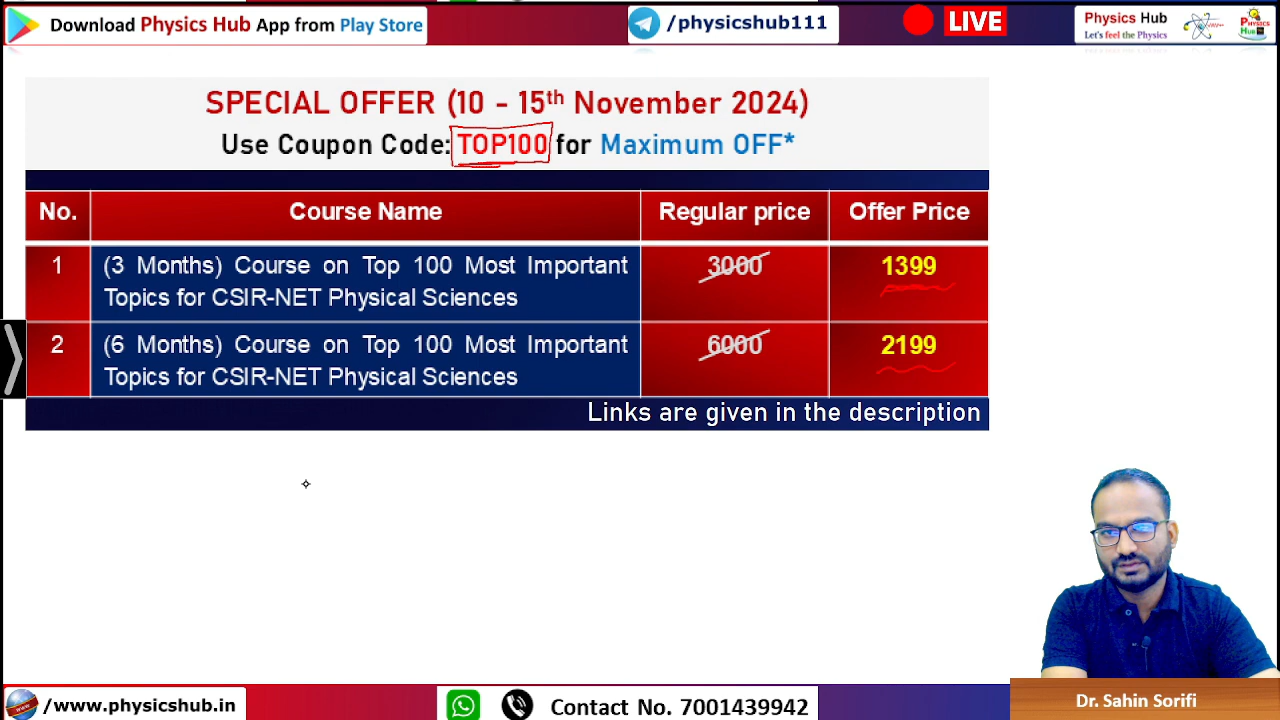 Download Physics Hub App from Play Store
/physicshub111
LIVE
Physics Hub
Let's feel the Physics
PHYSICS
HUB
SPECIAL OFFER (10 - 15th November 2024)
Use Coupon Code: TOP100 for Maximum OFF*
No. Course Name Regular price Offer Price
1 (3 Months) Course on Top 100 Most Important 3000 1399
Topics for CSIR-NET Physical Sciences
2 (6 Months) Course on Top 100 Most Important 6000 2199
Topics for CSIR-NET Physical Sciences
Links are given in the description
/www.physicshub.in
Contact No. 7001439942
Dr. Sahin Sorifi